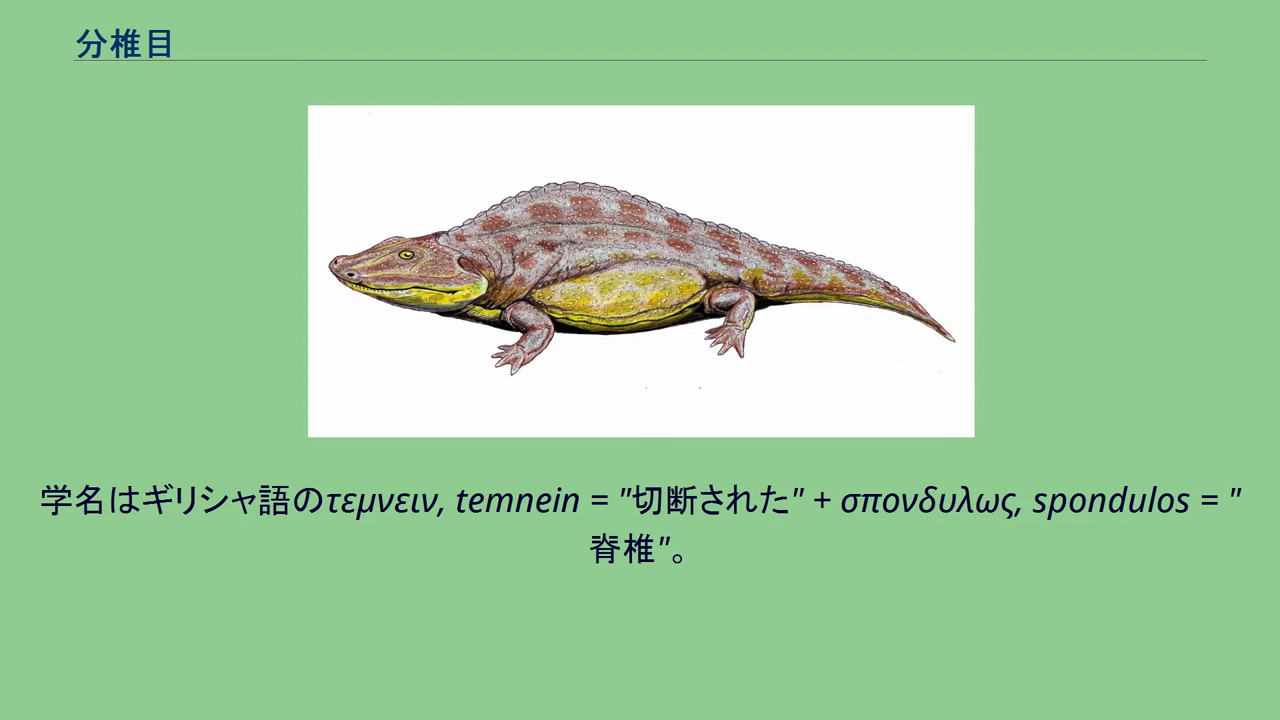 分椎目
学名はギリシャ語のτεμνειν, temnein = "切断された" + σπονδυλως, spondulos = "
脊椎"。